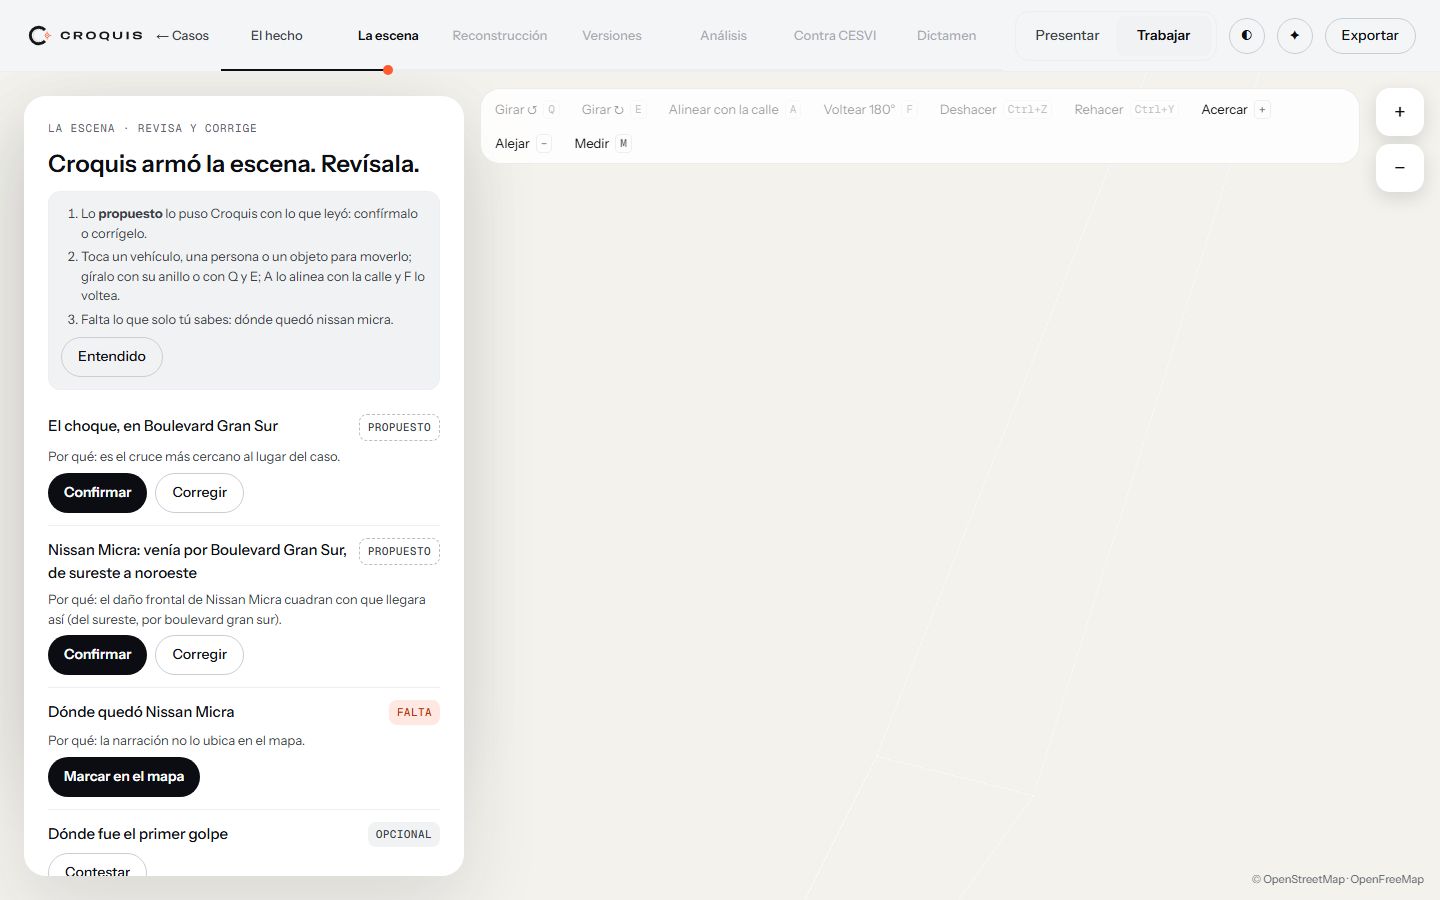 CROQUIS
← Casos
El hecho
La escena
Reconstrucción
Versiones
Análisis
Contra CESVI
Dictamen
Presentar
Trabajar
Exportar
LA ESCENA · REVISA Y CORRIGE
Croquis armó la escena. Revísala.
1. Lo propuesto lo puso Croquis con lo que leyó: confírmalo
o corrígelo.
2. Toca un vehículo, una persona o un objeto para moverlo;
gíralo con su anillo o con Q y E; A lo alinea con la calle y F lo
voltea.
3. Falta lo que solo tú sabes: dónde quedó nissan micra.
Entendido
El choque, en Boulevard Gran Sur
PROPUESTO
Por qué: es el cruce más cercano al lugar del caso.
Confirmar
Corregir
Nissan Micra: venía por Boulevard Gran Sur,
de sureste a noroeste
PROPUESTO
Por qué: el daño frontal de Nissan Micra cuadran con que llegara
así (del sureste, por boulevard gran sur).
Confirmar
Corregir
Dónde quedó Nissan Micra
FALTA
Por qué: la narración no lo ubica en el mapa.
Marcar en el mapa
Dónde fue el primer golpe
OPCIONAL
Contestar
Girar ↺ Q
Girar ↻ E
Alinear con la calle A
Voltear 180° F
Deshacer Ctrl+Z
Rehacer Ctrl+Y
Acercar +
Alejar −
Medir M
+
−
© OpenStreetMap · OpenFreeMap